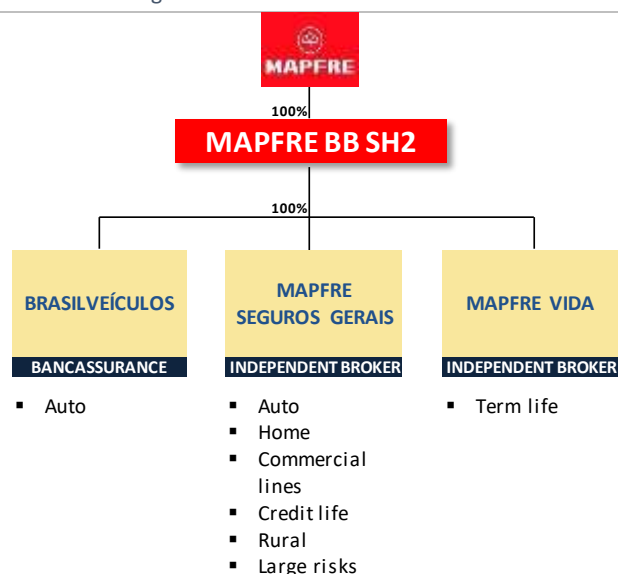 MAPFRE
100%
MAPFRE BB SH2
100%
BRASILVEÍCULOS
BANCASSURANCE
▪ Auto
MAPFRE
SEGUROS GERAIS
INDEPENDENT BROKER
▪ Auto
▪ Home
▪ Commercial
lines
▪ Credit life
▪ Rural
▪ Large risks
MAPFRE VIDA
INDEPENDENT BROKER
▪ Term life